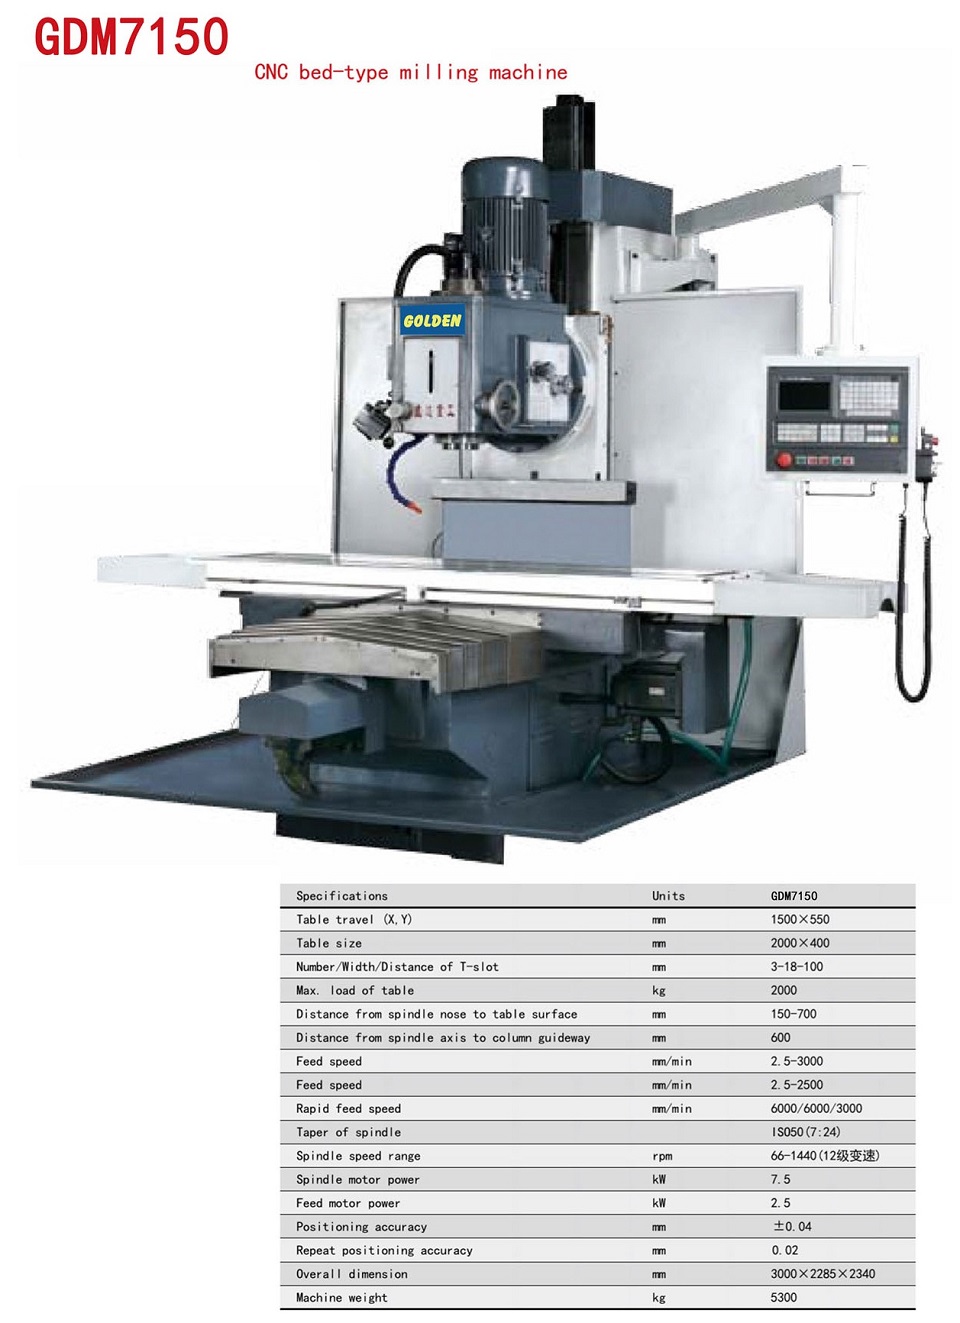 GDM7150
CNC bed-type milling machine
GOLDEN
Specifications Units GDM7150
Table travel (X,Y) mm 1500×550
Table size mm 2000×400
Number/Width/Distance of T-slot mm 3-18-100
Max. load of table kg 2000
Distance from spindle nose to table surface mm 150-700
Distance from spindle axis to column guideway mm 600
Feed speed mm/min 2.5-3000
Feed speed mm/min 2.5-2500
Rapid feed speed mm/min 6000/6000/3000
Taper of spindle ISO50(7:24)
Spindle speed range rpm 66-1440(12级变速)
Spindle motor power kW 7.5
Feed motor power kW 2.5
Positioning accuracy mm ±0.04
Repeat positioning accuracy mm 0.02
Overall dimension mm 3000×2285×2340
Machine weight kg 5300